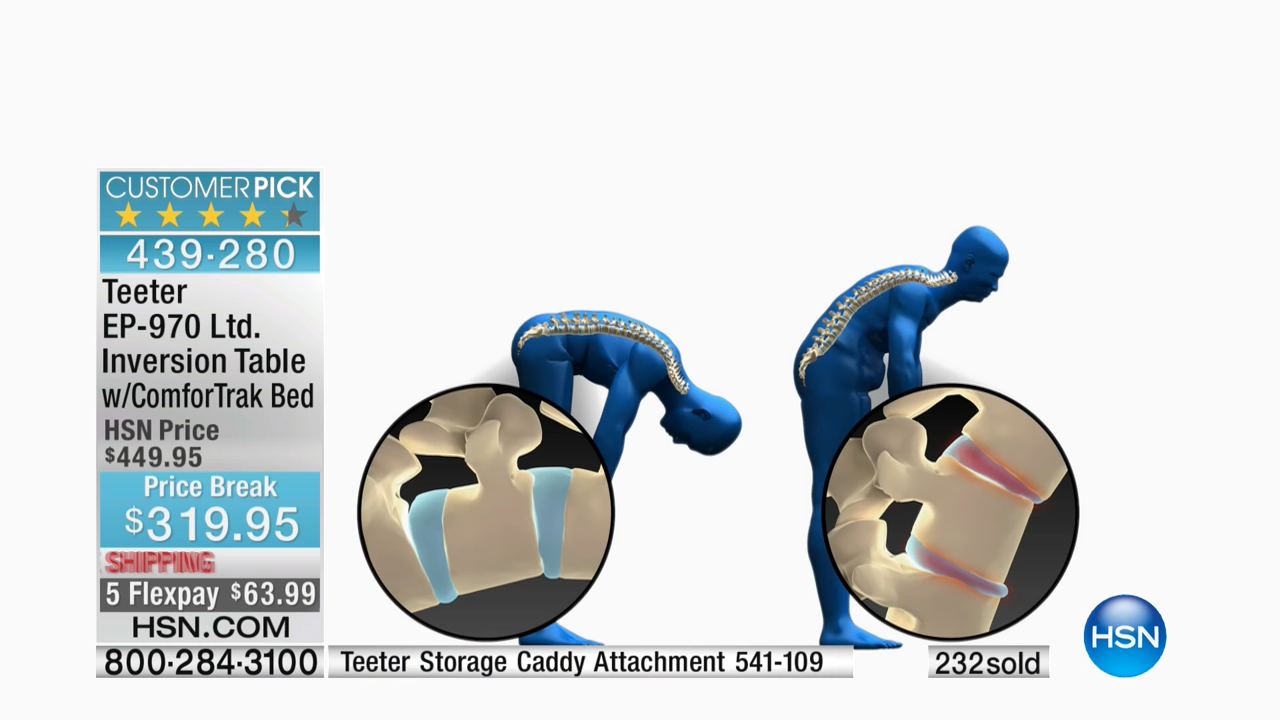 CUSTOMER PICK
439·280
Teeter
EP-970 Ltd.
Inversion Table
w/ComforTrak Bed
HSN Price
$449.95
Price Break
$319.95
SHIPPING
5 Flexpay $63.99
HSN.COM
800·284·3100
Teeter Storage Caddy Attachment 541-109
232 sold
HSN